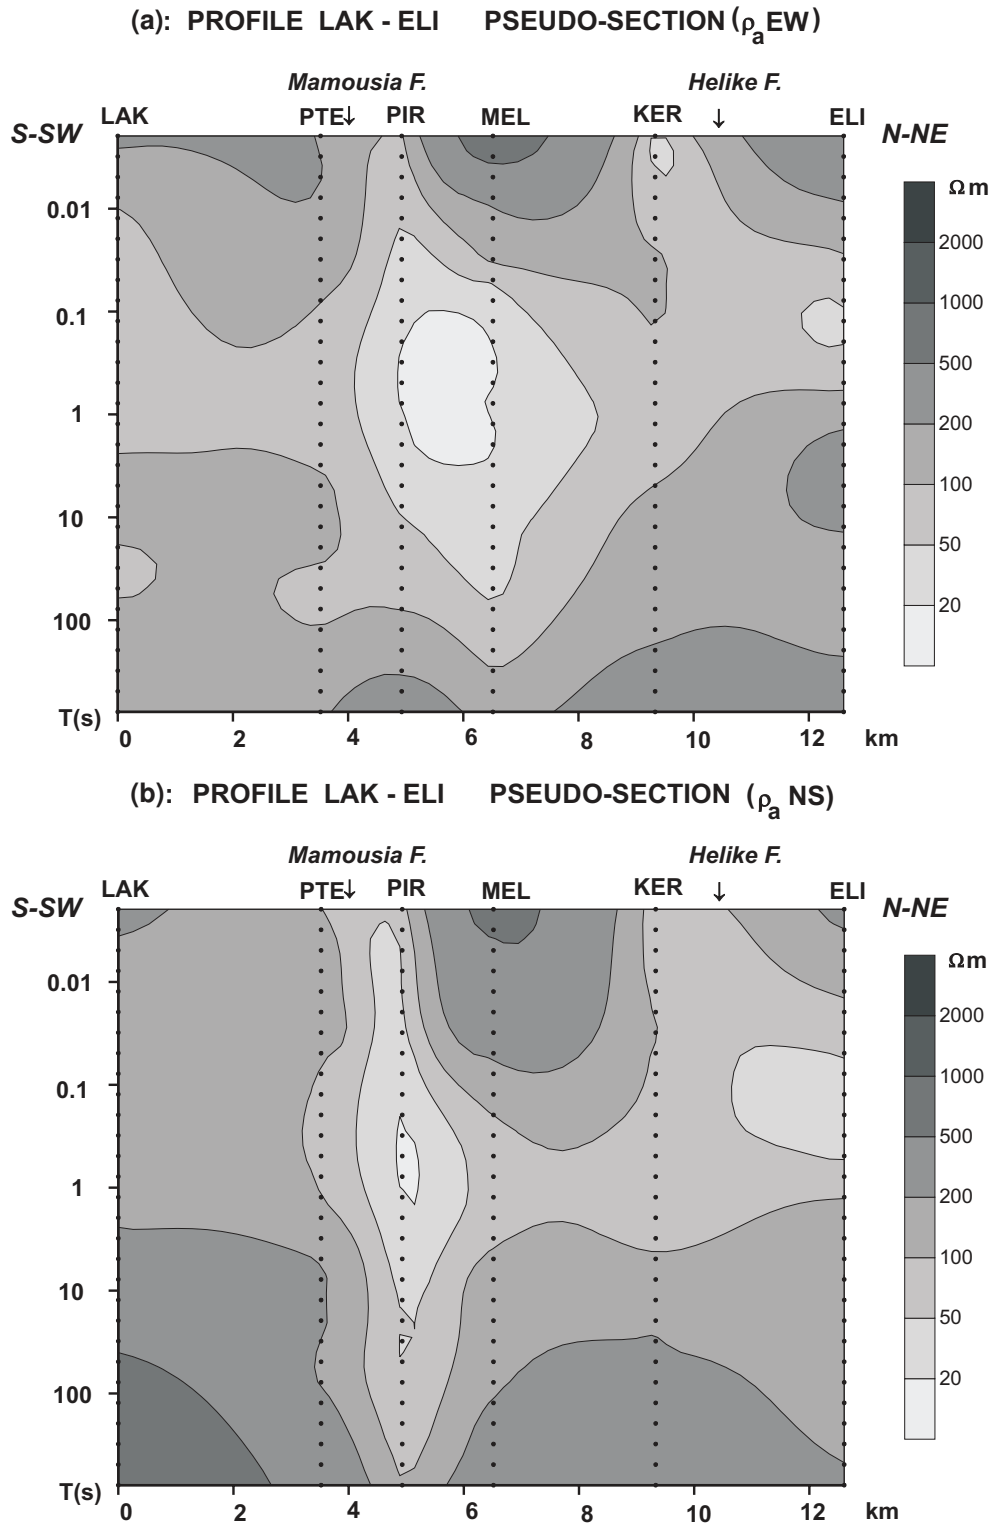 (a): PROFILE LAK - ELI PSEUDO-SECTION (ρaEW)
Mamousia F. Helike F.
LAK PTE↓ PIR MEL KER ↓ ELI
S-SW N-NE
Ωm
0.01
2000
1000
0.1
500
1
200
100
10
50
20
100
T(s)
0 2 4 6 8 10 12 km
(b): PROFILE LAK - ELI PSEUDO-SECTION (ρa NS)
Mamousia F. Helike F.
LAK PTE↓ PIR MEL KER ↓ ELI
S-SW N-NE
Ωm
0.01
2000
1000
0.1
500
1
200
100
10
50
20
100
T(s)
0 2 4 6 8 10 12 km